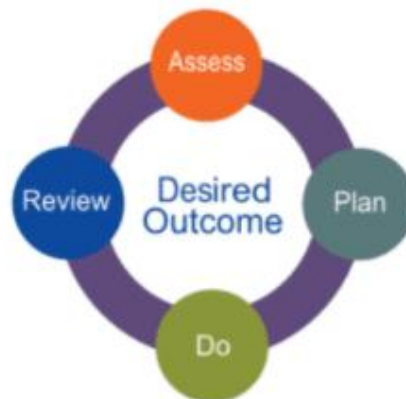 Assess
Review
Desired
Outcome
Plan
Do